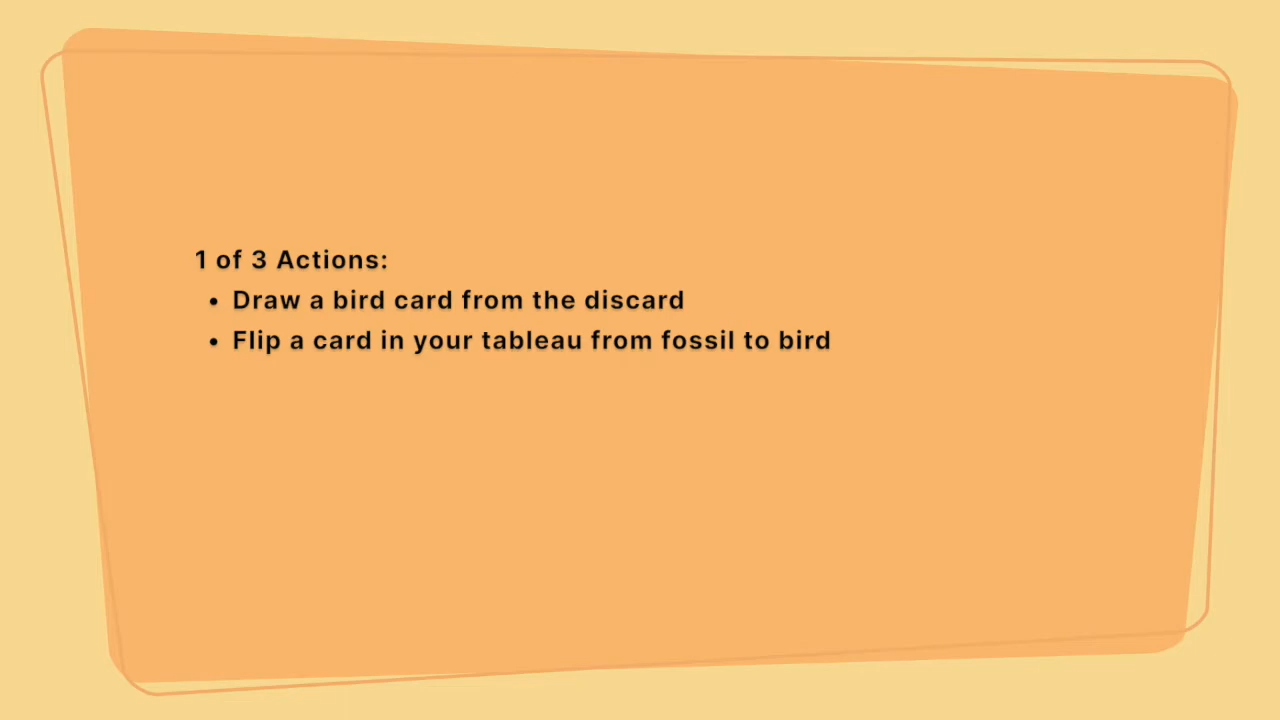 1 of 3 Actions:
• Draw a bird card from the discard
• Flip a card in your tableau from fossil to bird